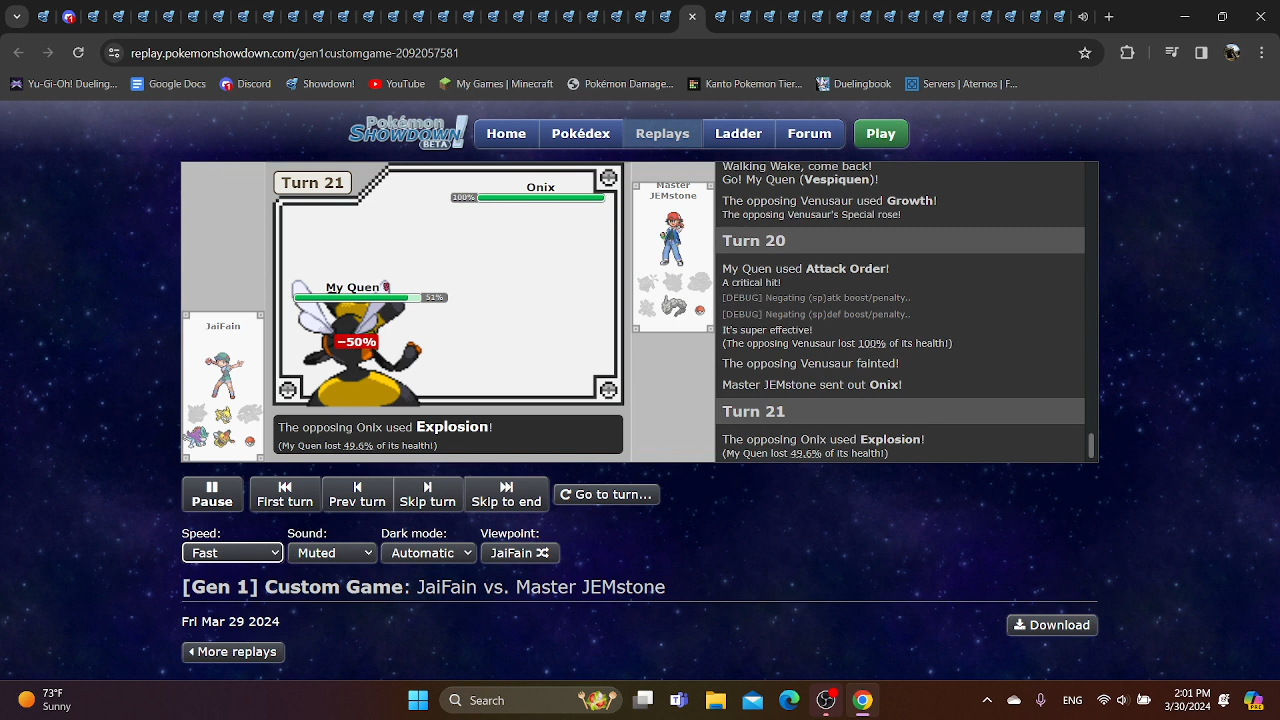 replay.pokemonshowdown.com/gen1customgame-2092057581
Yu-Gi-Oh! Dueling...
Google Docs
Discord
Showdown!
YouTube
My Games | Minecraft
Pokémon Damage...
Kanto Pokemon Tier...
Duelingbook
Servers | Aternos | F...
Pokémon
SHOWDOWN!
BETA
Home
Pokédex
Replays
Ladder
Forum
Play
Turn 21
Onix
100%
My Quen
51%
−50%
The opposing Onix used Explosion!
(My Quen lost 49.6% of its health!)
JaiFain
Master
JEMstone
Walking Wake, come back!
Go! My Quen (Vespiquen)!
The opposing Venusaur used Growth!
The opposing Venusaur's Special rose!
Turn 20
My Quen used Attack Order!
A critical hit!
[DEBUG] Negating (sp)def boost/penalty..
[DEBUG] Negating (sp)def boost/penalty..
It's super effective!
(The opposing Venusaur lost 100% of its health!)
The opposing Venusaur fainted!
Master JEMstone sent out Onix!
Turn 21
The opposing Onix used Explosion!
(My Quen lost 49.6% of its health!)
Pause
First turn
Prev turn
Skip turn
Skip to end
Go to turn...
Speed:
Sound:
Dark mode:
Viewpoint:
Fast
Muted
Automatic
JaiFain
[Gen 1] Custom Game: JaiFain vs. Master JEMstone
Fri Mar 29 2024
Download
More replays
73°F
Sunny
Search
ENG
2:01 PM
3/30/2024
PRE